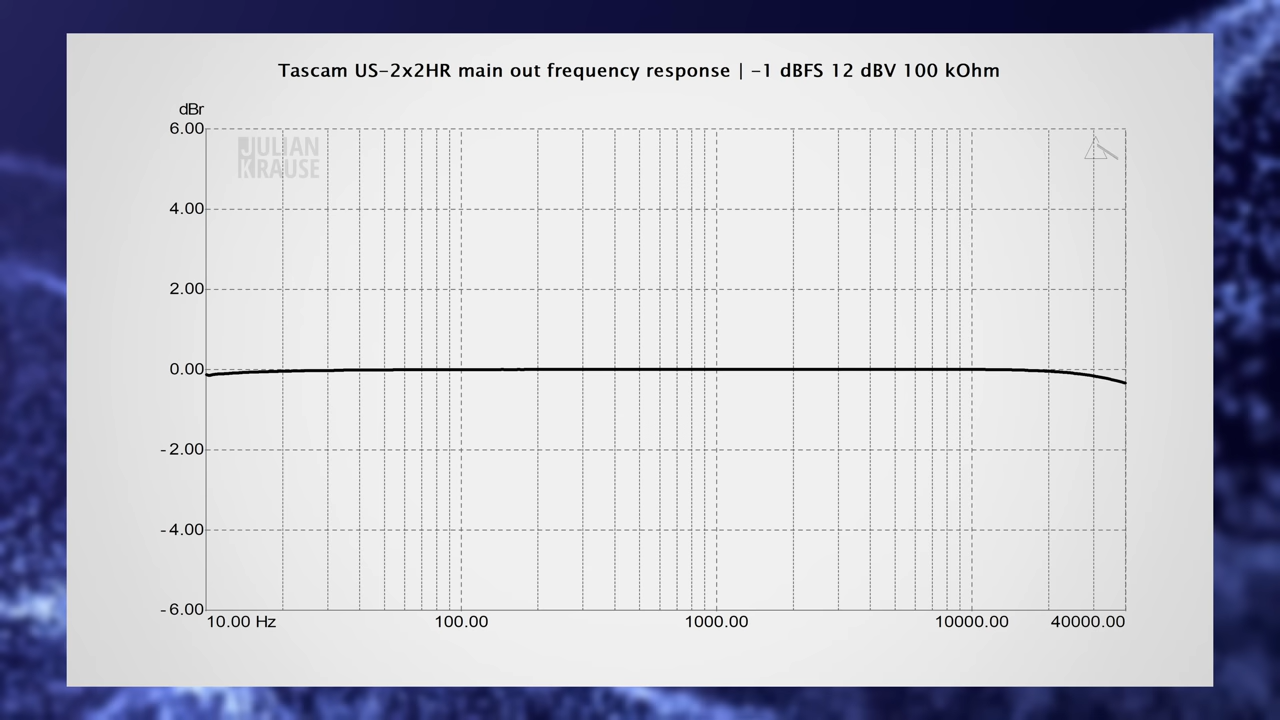 Tascam US-2x2HR main out frequency response | -1 dBFS 12 dBV 100 kOhm
dBr
6.00
JULIAN
KRAUSE
4.00
2.00
0.00
-2.00
-4.00
-6.00
10.00 Hz 100.00 1000.00 10000.00 40000.00